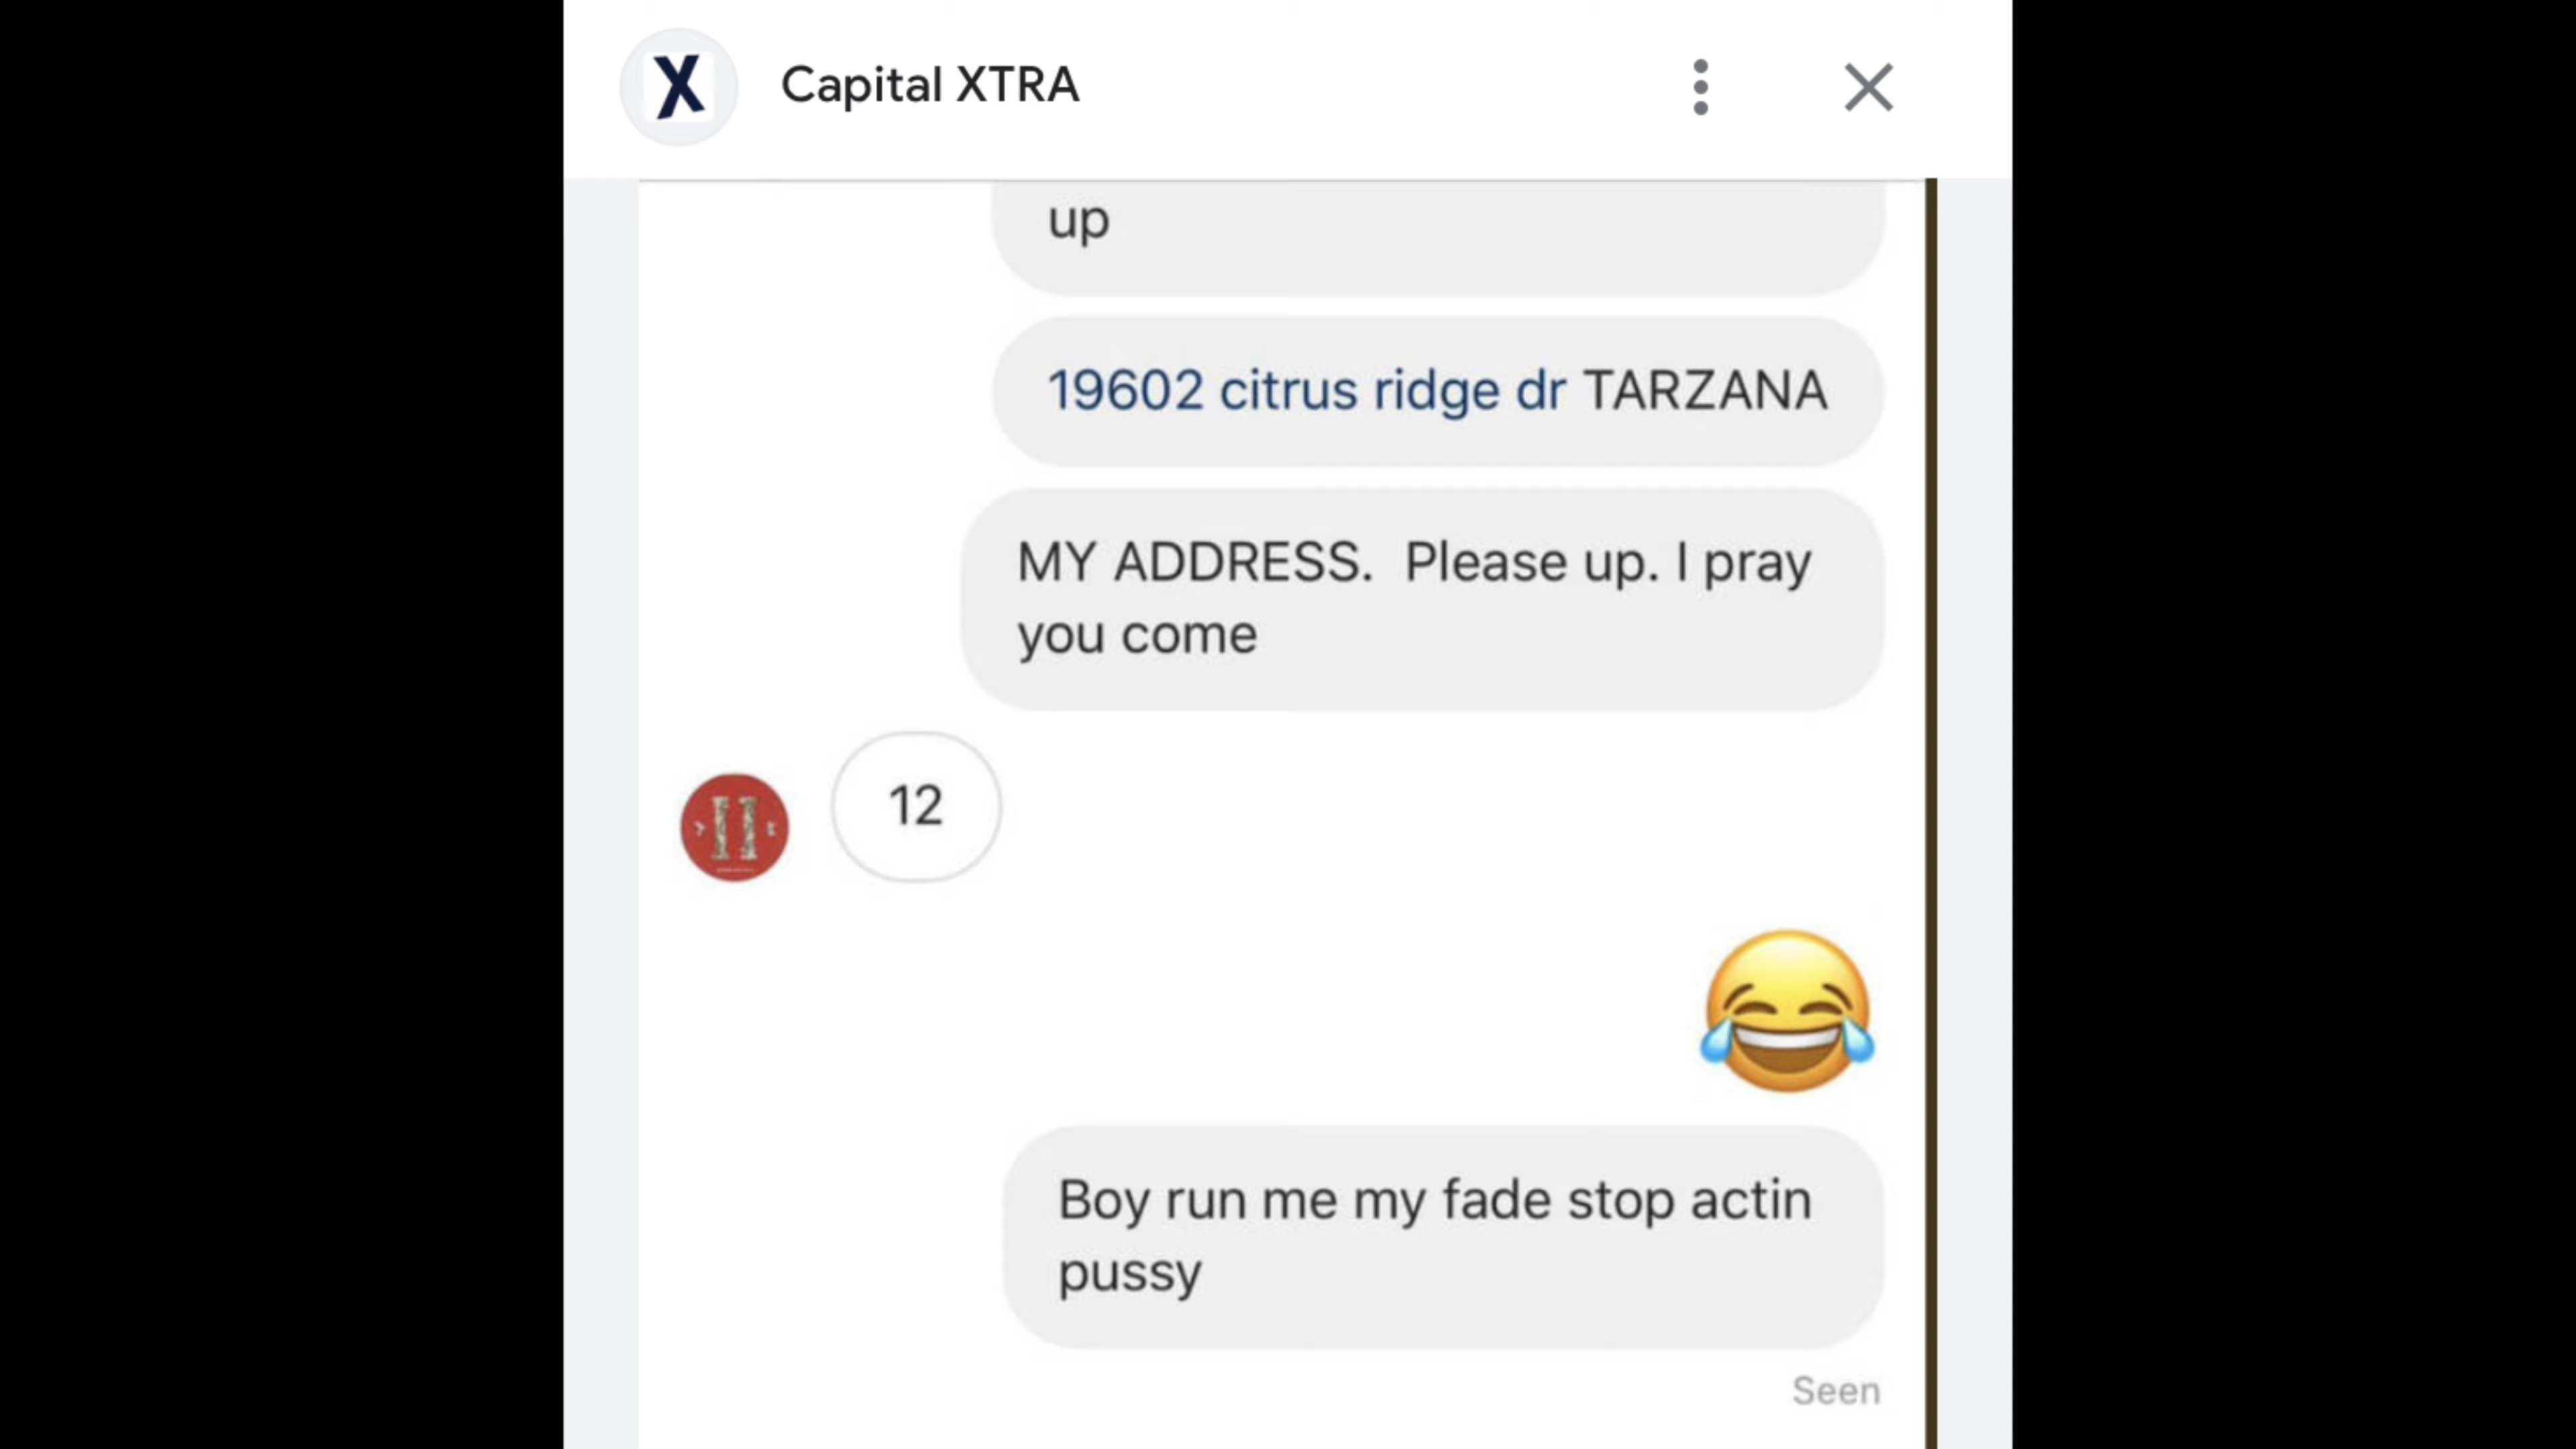 X
Capital XTRA
up
19602 citrus ridge dr TARZANA
MY ADDRESS.  Please up. I pray
you come
12
Boy run me my fade stop actin
pussy
Seen